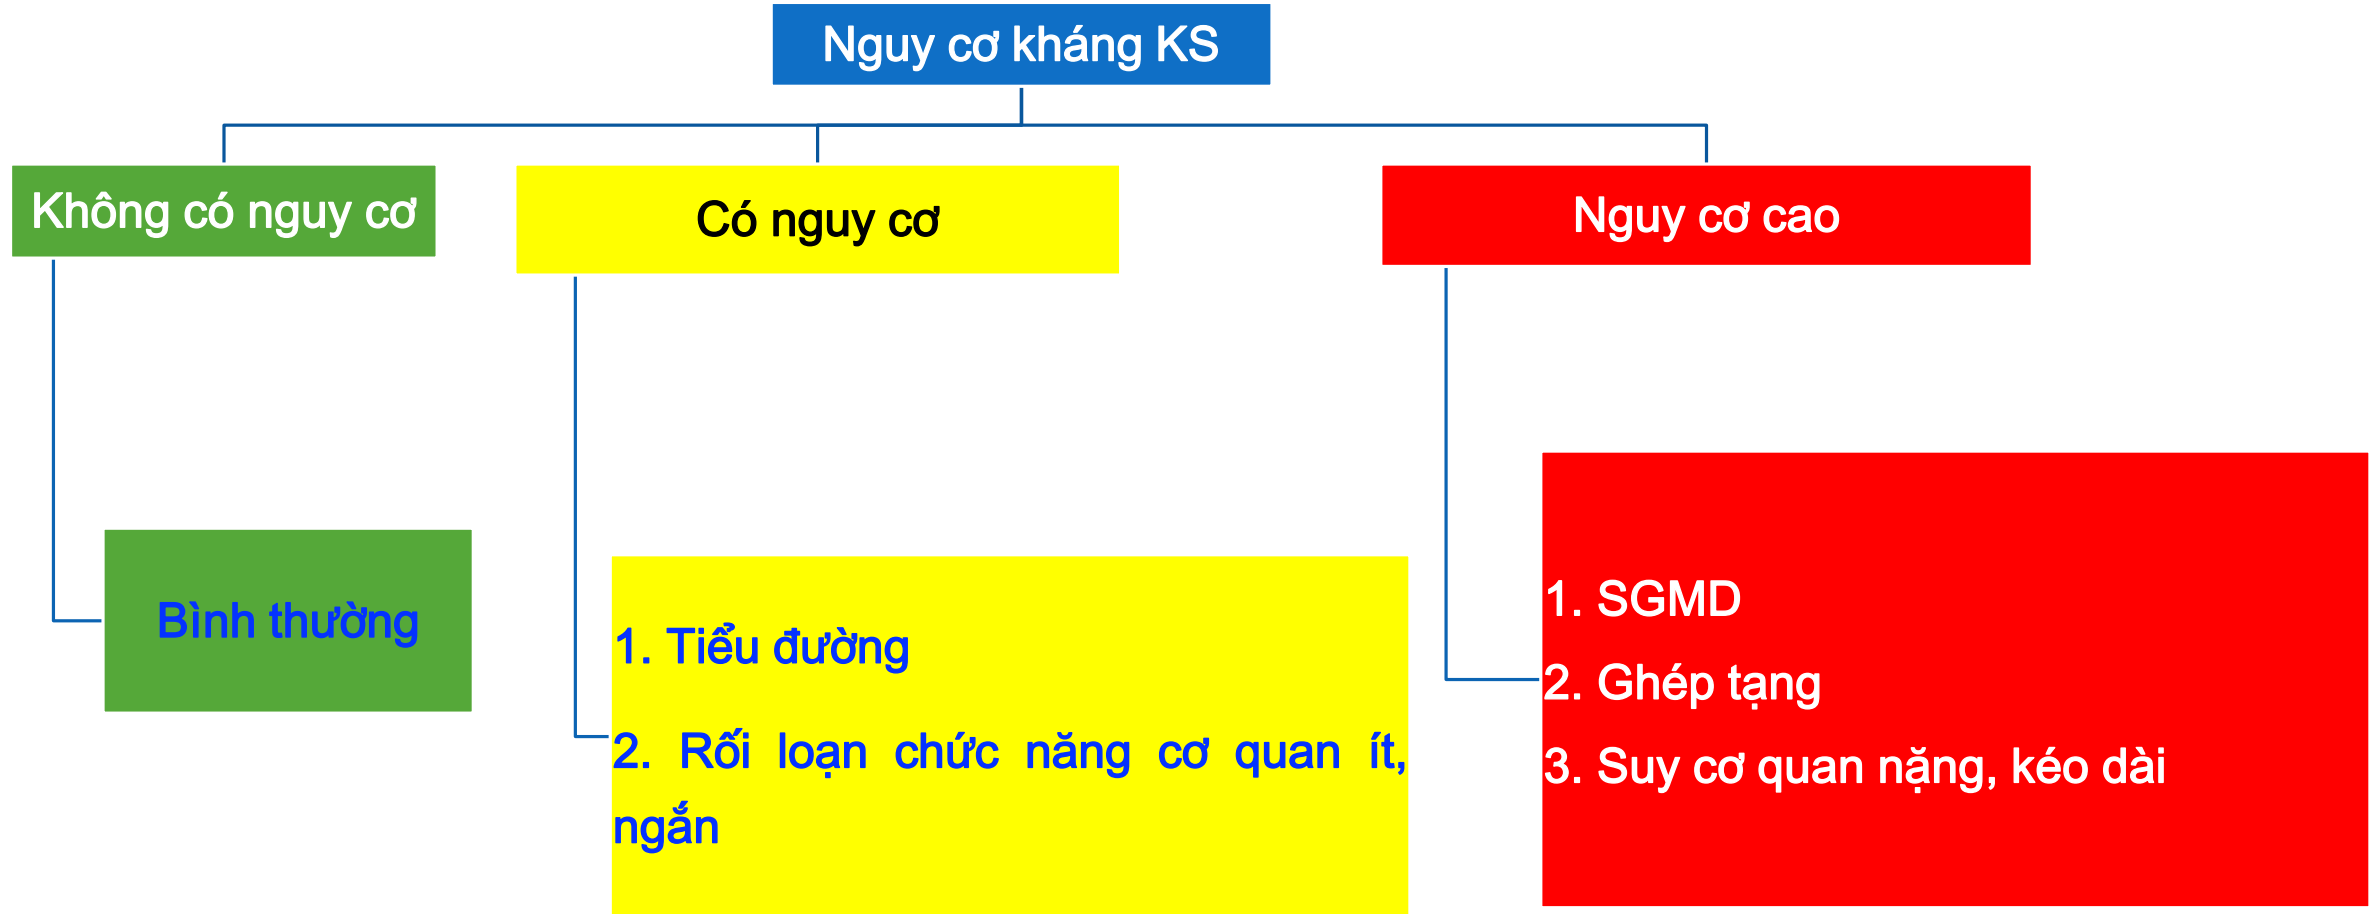 Nguy cơ kháng KS
Không có nguy cơ
Có nguy cơ
Nguy cơ cao
Bình thường
1. Tiểu đường
2. Rối loạn chức năng cơ quan ít,
ngắn
1. SGMD
2. Ghép tạng
3. Suy cơ quan nặng, kéo dài